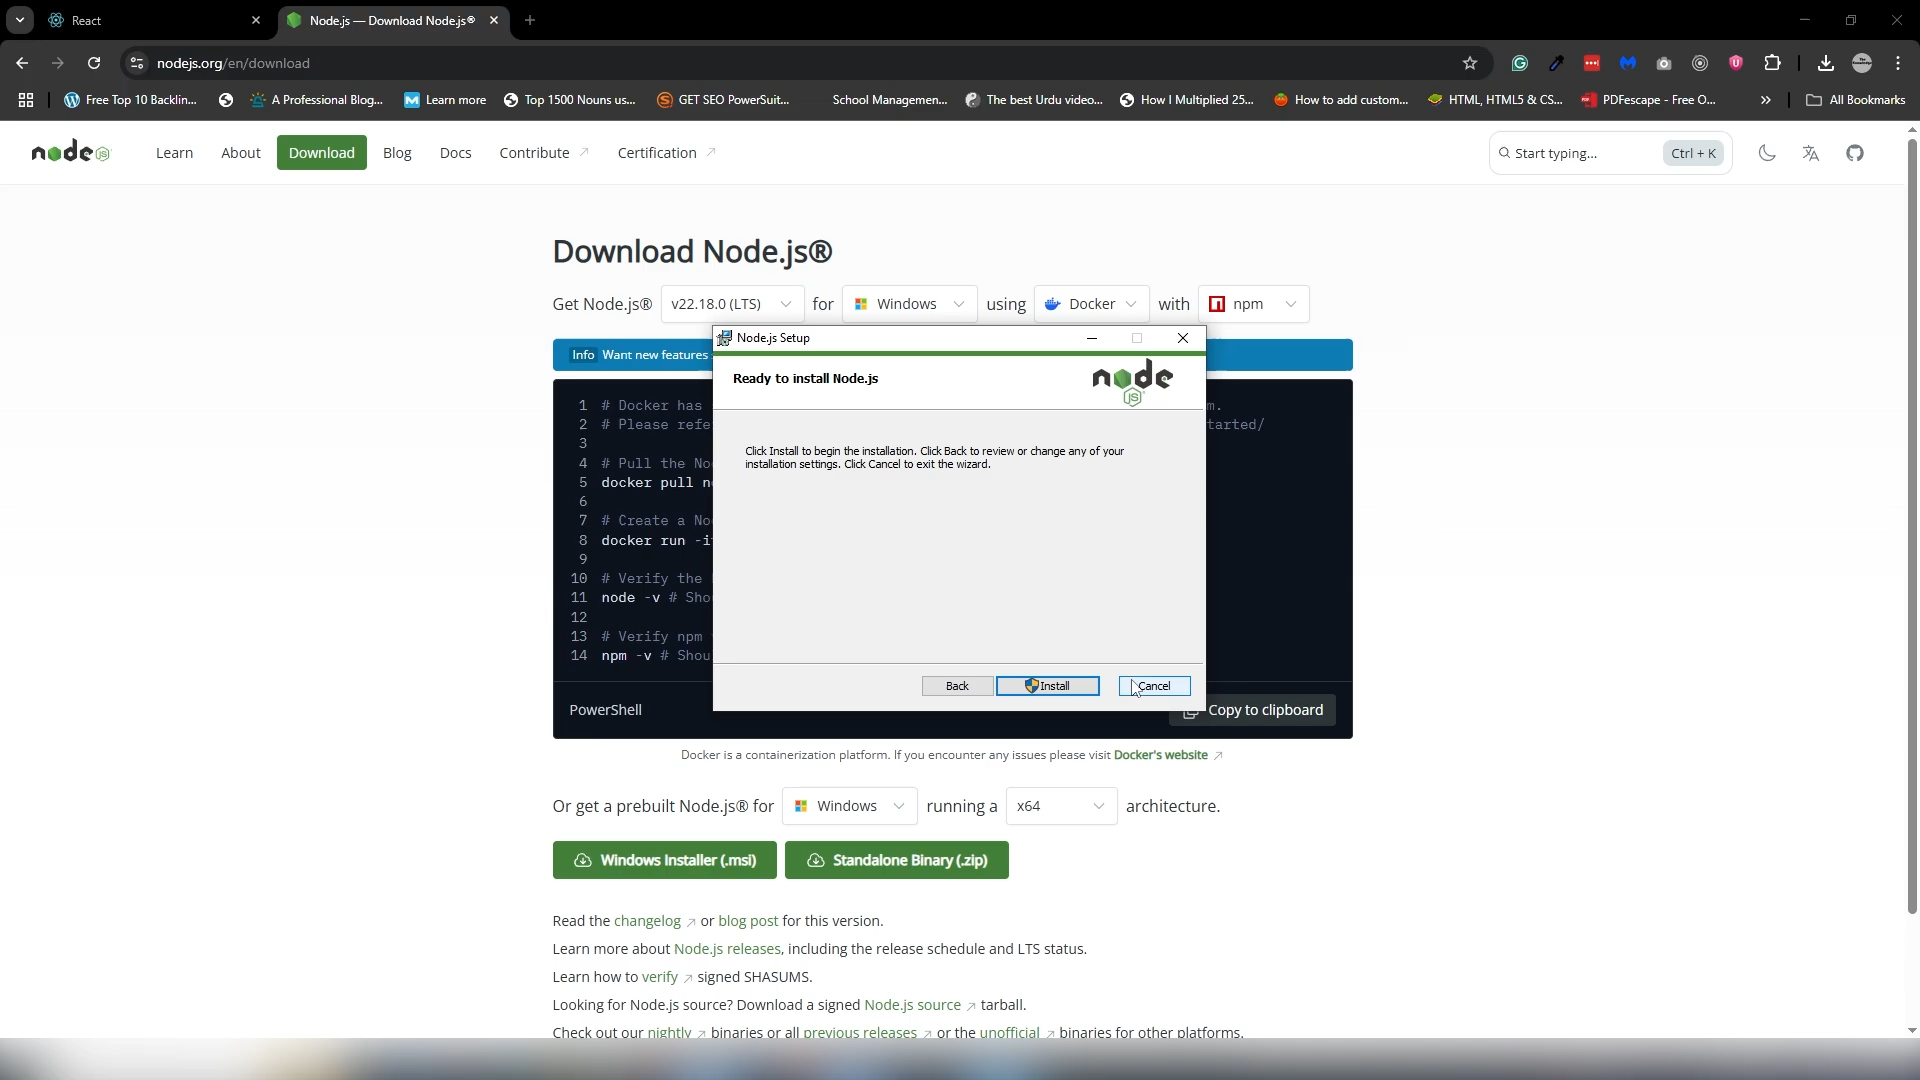 React
Node.js — Download Node.js®
nodejs.org/en/download
Free Top 10 Backlin...
A Professional Blog...
Learn more
Top 1500 Nouns us...
GET SEO PowerSuit...
School Managemen...
The best Urdu video...
How I Multiplied 25...
How to add custom...
HTML, HTML5 & CS...
PDFescape - Free O...
All Bookmarks
node JS
Learn
About
Download
Blog
Docs
Contribute
Certification
Start typing...
Ctrl + K
Download Node.js®
Get Node.js® v22.18.0 (LTS) for Windows using Docker with npm
Info Want new features
Node.js Setup
Ready to install Node.js
node JS
Click Install to begin the installation. Click Back to review or change any of your
installation settings. Click Cancel to exit the wizard.
Back
Install
Cancel
1 # Docker has m.
2 # Please refe tarted/
3
4 # Pull the No
5 docker pull n
6
7 # Create a No
8 docker run -i
9
10 # Verify the
11 node -v # Sho
12
13 # Verify npm
14 npm -v # Shou
PowerShell
Copy to clipboard
Docker is a containerization platform. If you encounter any issues please visit Docker's website
Or get a prebuilt Node.js® for Windows running a x64 architecture.
Windows Installer (.msi)
Standalone Binary (.zip)
Read the changelog or blog post for this version.
Learn more about Node.js releases, including the release schedule and LTS status.
Learn how to verify signed SHASUMS.
Looking for Node.js source? Download a signed Node.js source tarball.
Check out our nightly binaries or all previous releases or the unofficial binaries for other platforms.